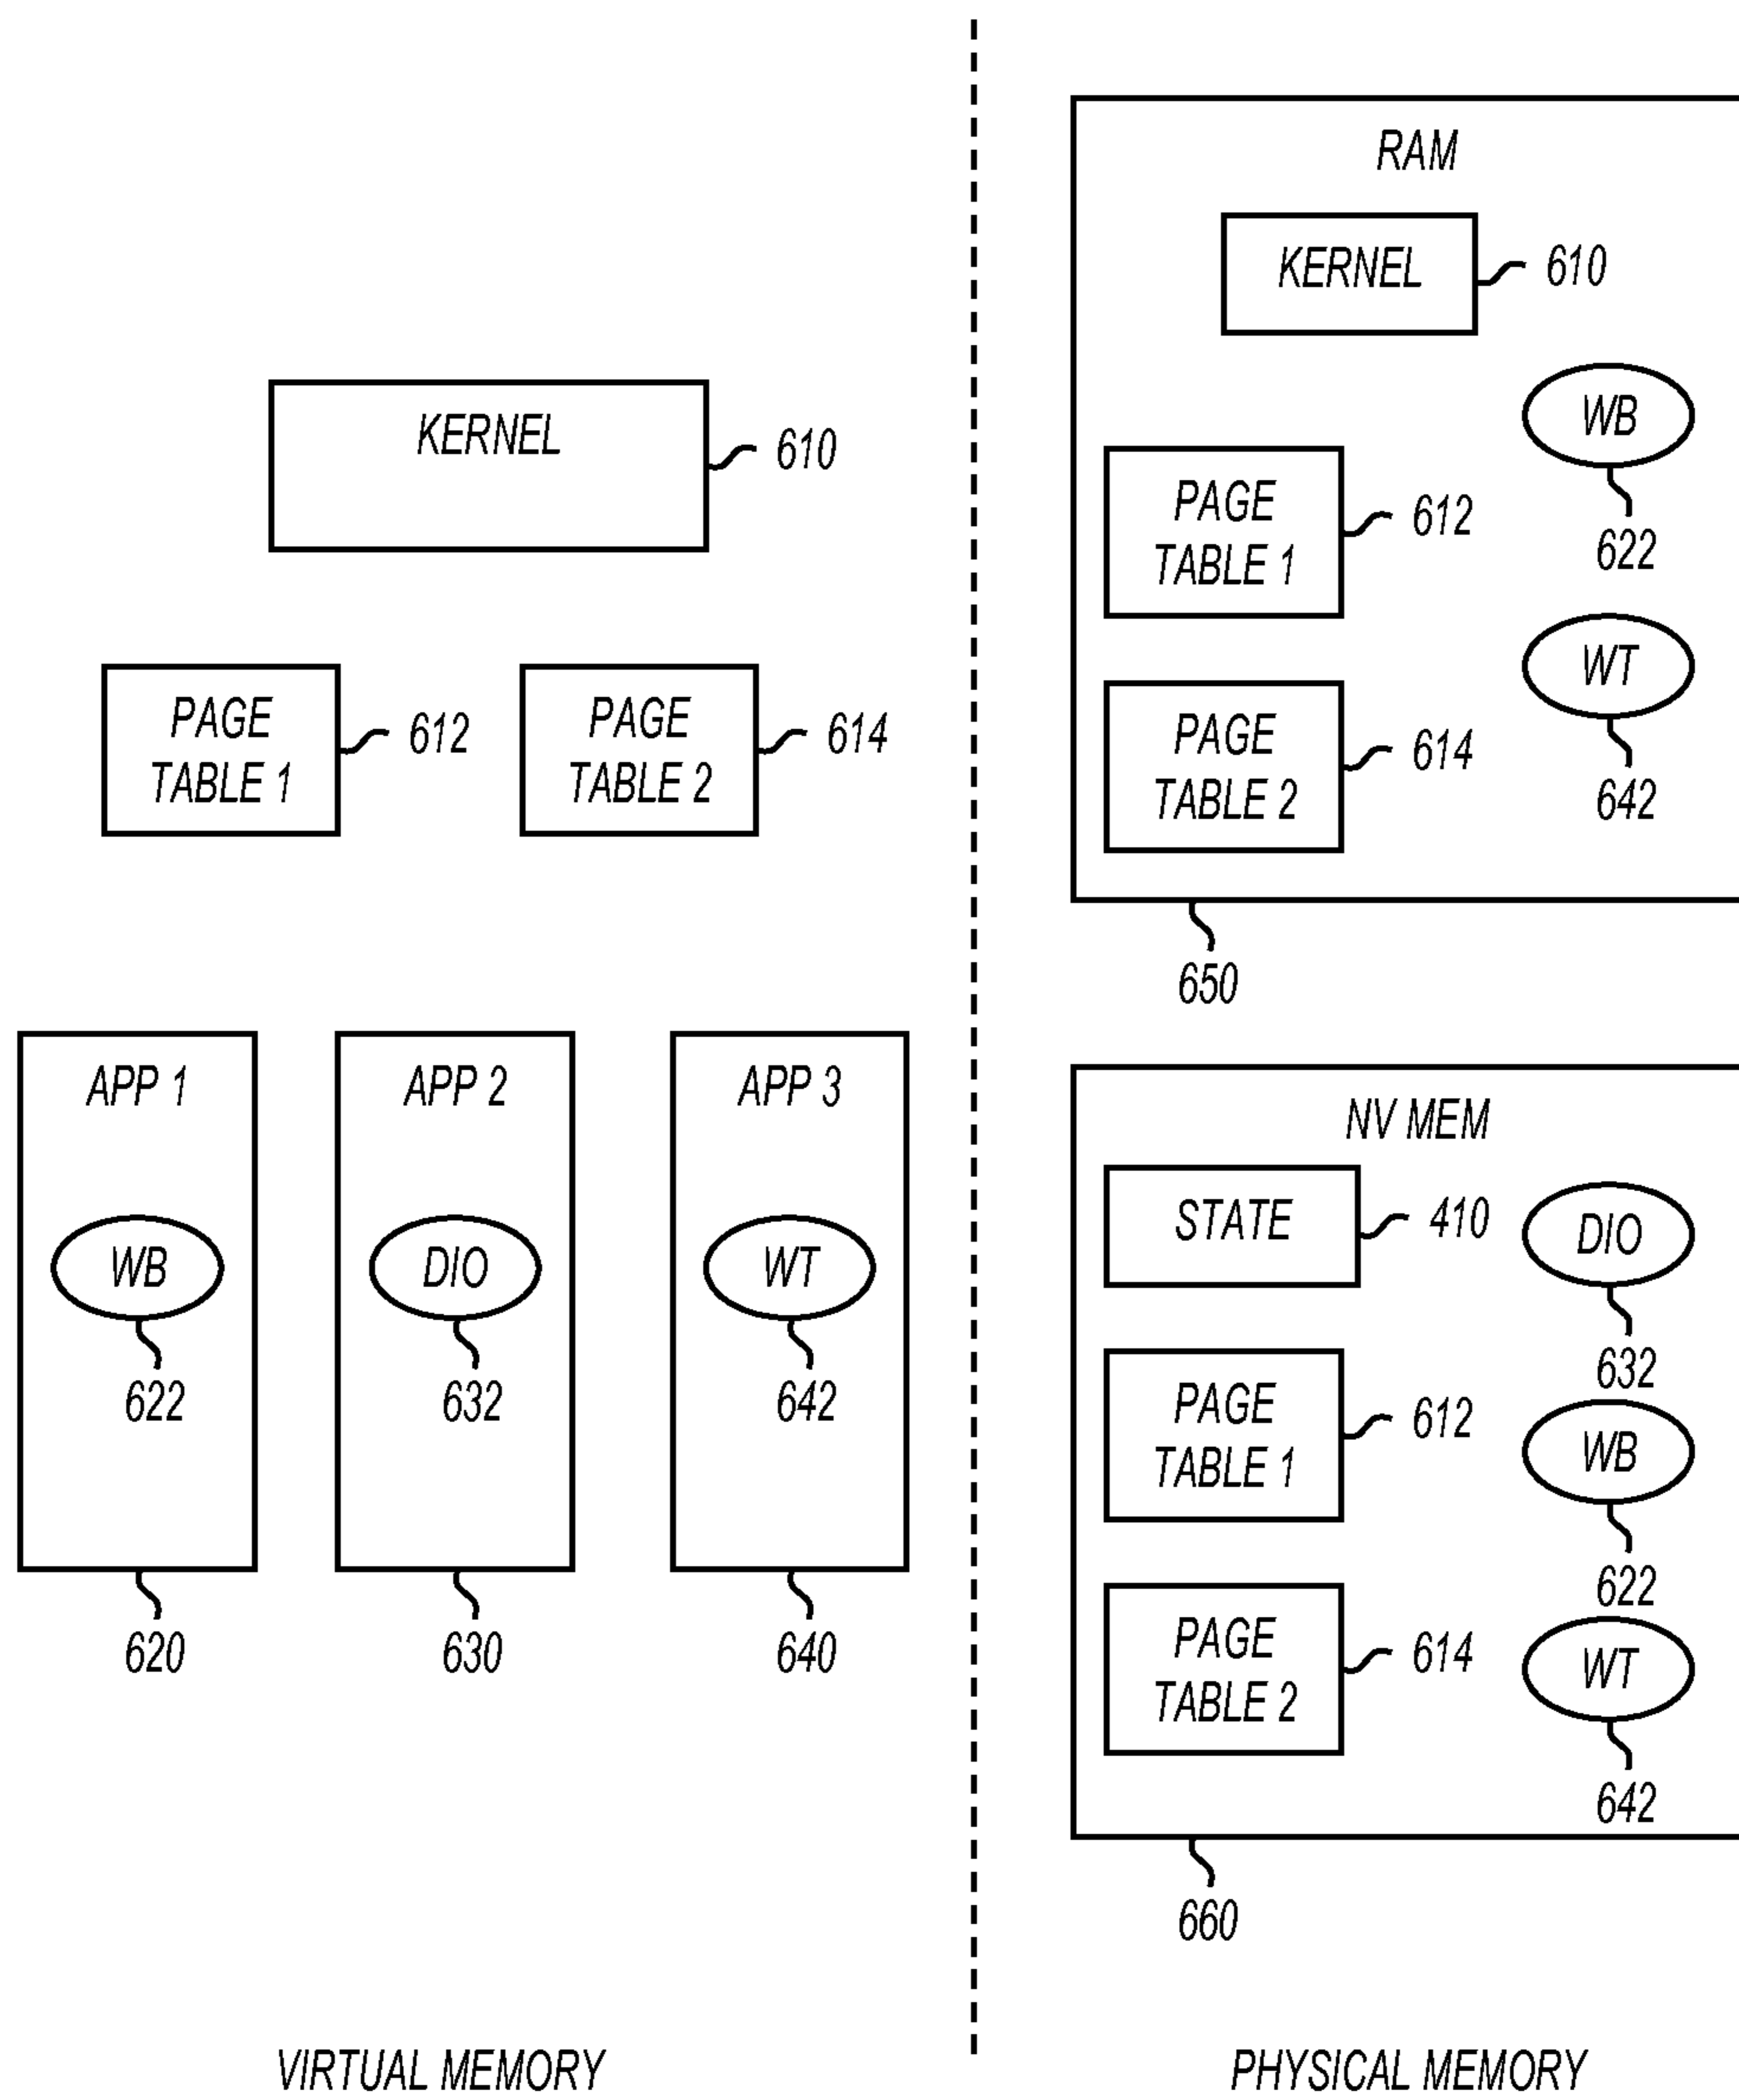 KERNEL
610
PAGE
TABLE 1
612
PAGE
TABLE 2
614
APP 1
WB
622
620
APP 2
DIO
632
630
APP 3
WT
642
640
VIRTUAL MEMORY
RAM
KERNEL
610
WB
622
PAGE
TABLE 1
612
WT
642
PAGE
TABLE 2
614
650
NV MEM
STATE
410
DIO
632
PAGE
TABLE 1
612
WB
622
PAGE
TABLE 2
614
WT
642
660
PHYSICAL MEMORY